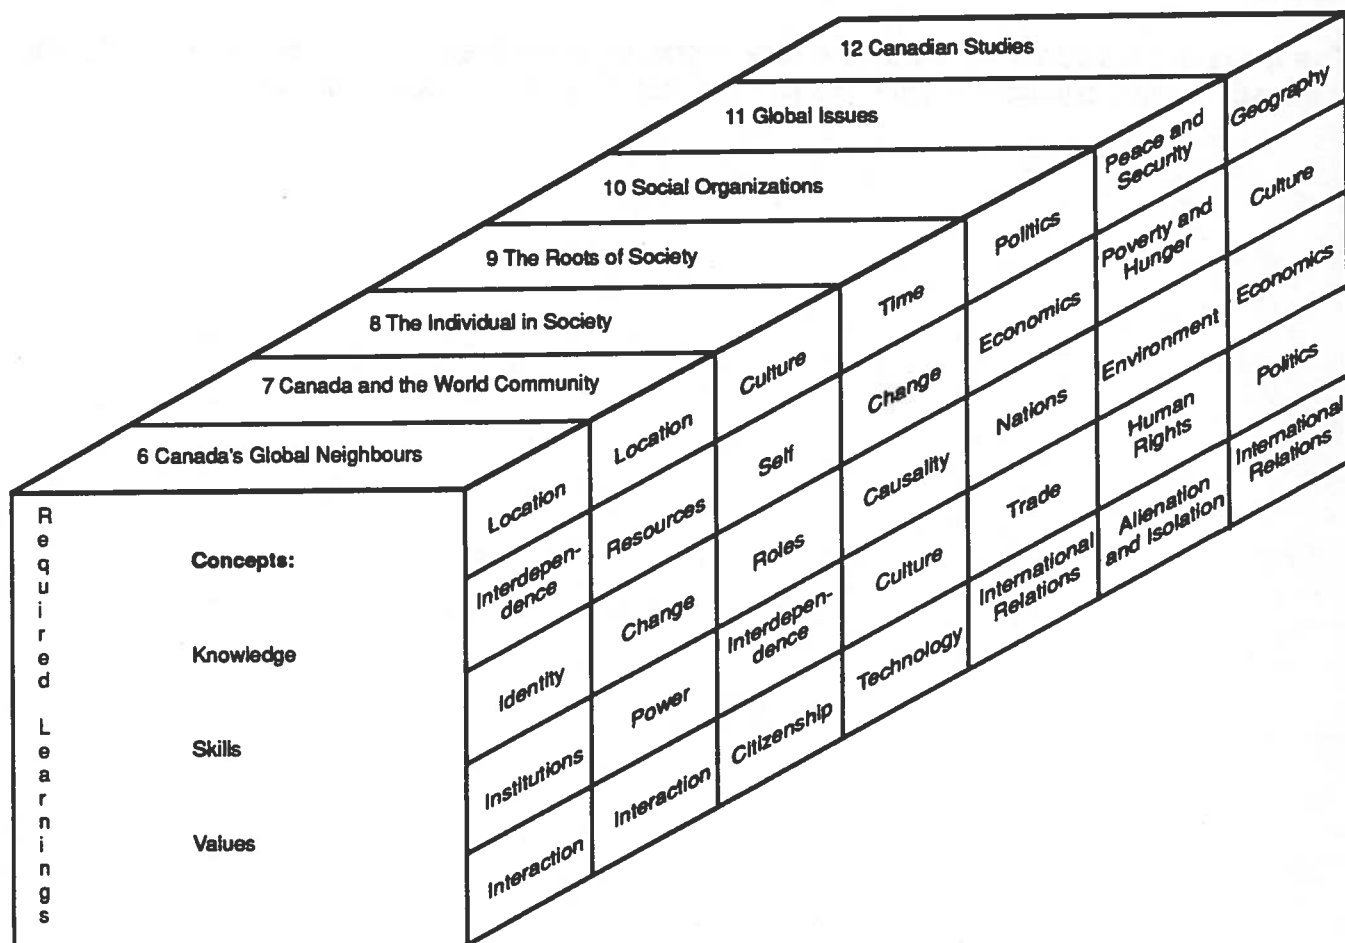 12 Canadian Studies
11 Global Issues
10 Social Organizations
9 The Roots of Society
8 The Individual in Society
7 Canada and the World Community
6 Canada's Global Neighbours
Required Learnings
Concepts:
Knowledge
Skills
Values
Location
Interdepen-
dence
Identity
Institutions
Interaction
Location
Resources
Change
Power
Interaction
Culture
Self
Roles
Interdepen-
dence
Citizenship
Time
Change
Causality
Culture
Technology
Politics
Economics
Nations
Trade
International
Relations
Peace and
Security
Poverty and
Hunger
Environment
Human
Rights
Alienation
and Isolation
Geography
Culture
Economics
Politics
International
Relations